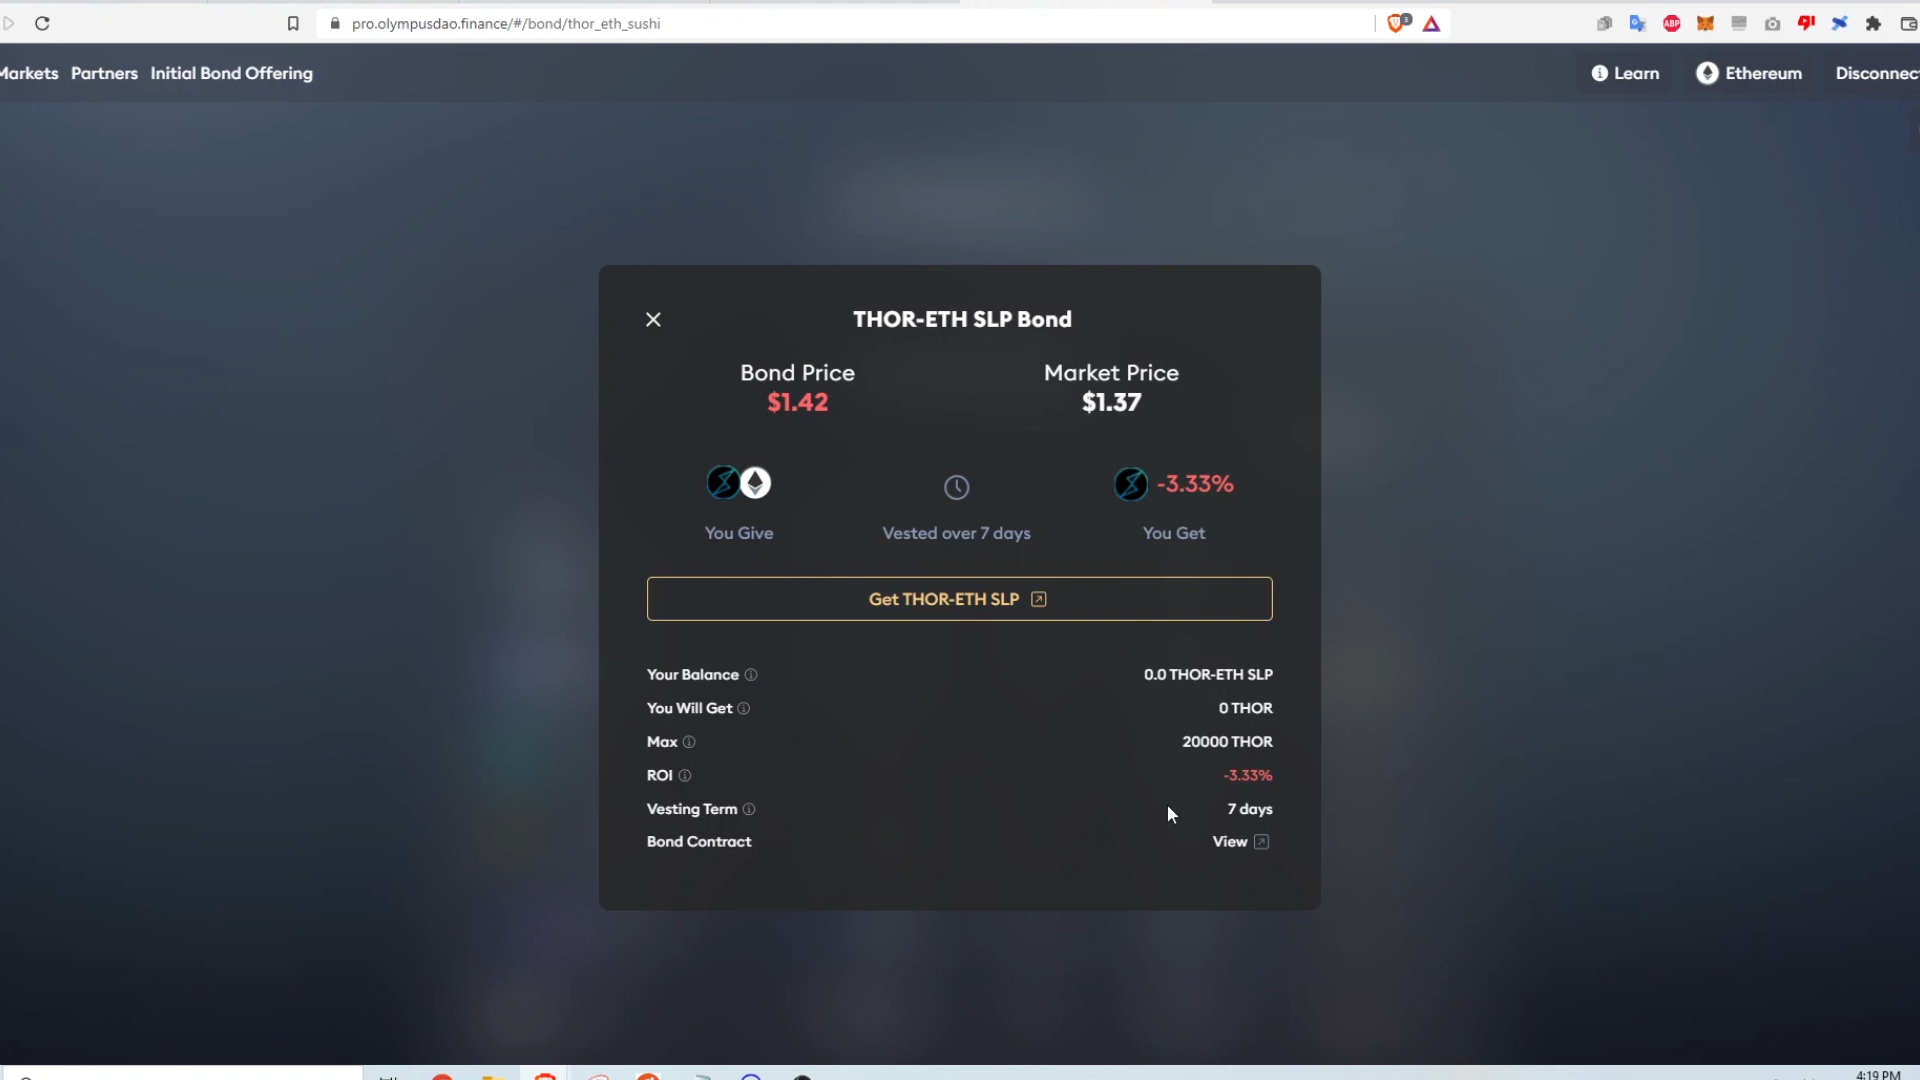 pro.olympusdao.finance/#/bond/thor_eth_sushi
3
ABP
Markets Partners Initial Bond Offering
Learn Ethereum Disconnec
THOR-ETH SLP Bond
Bond Price Market Price
$1.42 $1.37
-3.33%
You Give Vested over 7 days You Get
Get THOR-ETH SLP
Your Balance 0.0 THOR-ETH SLP
You Will Get 0 THOR
Max 20000 THOR
ROI -3.33%
Vesting Term 7 days
Bond Contract View
4:19 PM